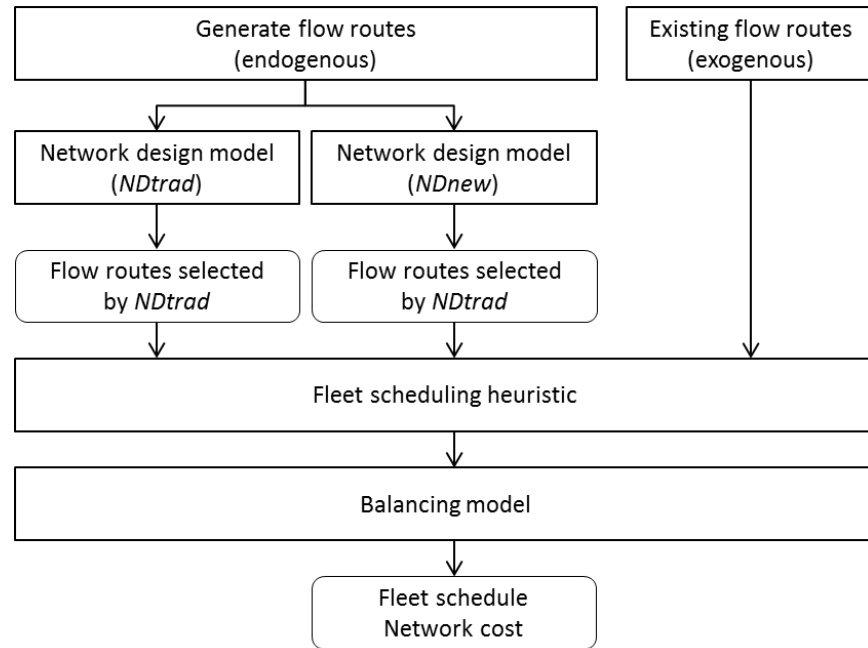 Generate flow routes
(endogenous)
Existing flow routes
(exogenous)
Network design model
(NDtrad)
Network design model
(NDnew)
Flow routes selected
by NDtrad
Flow routes selected
by NDtrad
Fleet scheduling heuristic
Balancing model
Fleet schedule
Network cost